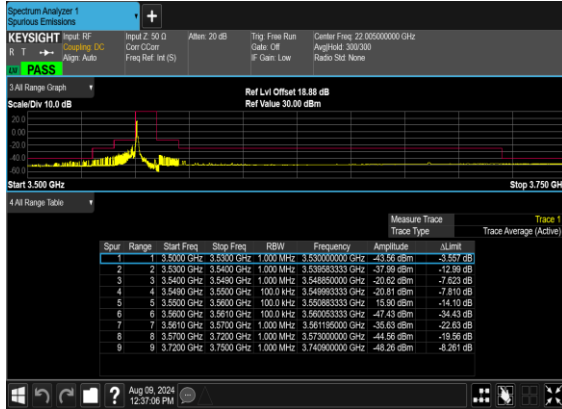 Spectrum Analyzer 1
Spurious Emissions
+
KEYSIGHT Input: RF Input Z: 50 Ω Atten: 20 dB Trig: Free Run Center Freq: 22.005000000 GHz
R T Coupling: DC Corr CCorr Gate: Off Avg|Hold: 300/300
Align: Auto Freq Ref: Int (S) IF Gain: Low Radio Std: None
PASS
3 All Range Graph Ref Lvl Offset 18.88 dB
Scale/Div 10.0 dB Ref Value 30.00 dBm
20.0
0.00
-20.0
-40.0
-60.0
Start 3.500 GHz Stop 3.750 GH
4 All Range Table
Measure Trace Trace 1
Trace Type Trace Average (Active)
Spur Range Start Freq Stop Freq RBW Frequency Amplitude ΔLimit
1 1 3.5000 GHz 3.5300 GHz 1.000 MHz 3.530000000 GHz -43.56 dBm -3.557 dB
2 2 3.5300 GHz 3.5400 GHz 1.000 MHz 3.539583333 GHz -37.99 dBm -12.99 dB
3 3 3.5400 GHz 3.5490 GHz 1.000 MHz 3.548850000 GHz -20.62 dBm -7.623 dB
4 4 3.5490 GHz 3.5500 GHz 100.0 kHz 3.549993333 GHz -20.81 dBm -7.810 dB
5 5 3.5500 GHz 3.5600 GHz 100.0 kHz 3.550883333 GHz 15.90 dBm -14.10 dB
6 6 3.5600 GHz 3.5610 GHz 100.0 kHz 3.560053333 GHz -47.43 dBm -34.43 dB
7 7 3.5610 GHz 3.5700 GHz 1.000 MHz 3.561195000 GHz -35.63 dBm -22.63 dB
8 8 3.5700 GHz 3.7200 GHz 1.000 MHz 3.573000000 GHz -44.56 dBm -19.56 dB
9 9 3.7200 GHz 3.7500 GHz 1.000 MHz 3.740900000 GHz -48.26 dBm -8.261 dB
? Aug 09, 2024
12:37:06 PM